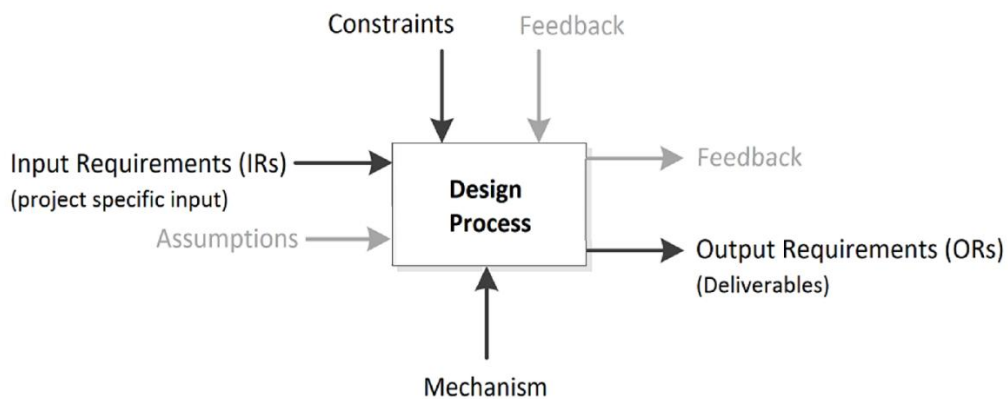 Constraints
Feedback
Input Requirements (IRs)
(project specific input)
Assumptions
Design
Process
Feedback
Output Requirements (ORs)
(Deliverables)
Mechanism